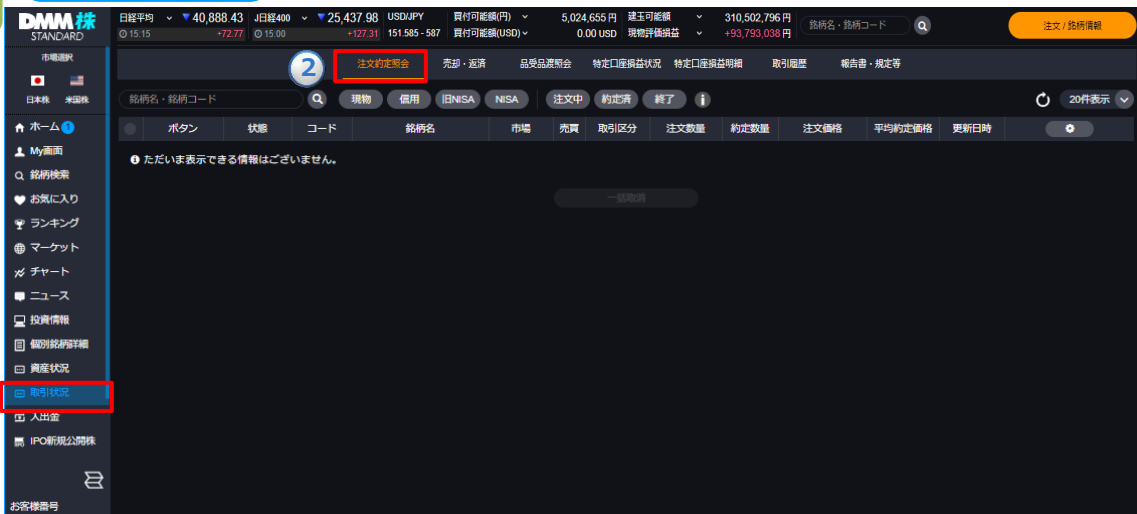 DMM株
STANDARD
日経平均 ▼40,888.43 J日経400 ▼25,437.98 USD/JPY 買付可能額(円) 5,024,655円 建玉可能額 310,502,796円
15:15 +72.77 15:00 +127.31 151.585 - 587 買付可能額(USD) 0.00 USD 現物評価損益 +93,793,038円
銘柄名・銘柄コード
注文 / 銘柄情報
市場選択
日本株 米国株
2
注文約定照会 売却・返済 品受品渡照会 特定口座損益状況 特定口座損益明細 取引履歴 報告書・規定等
銘柄名・銘柄コード 現物 信用 旧NISA NISA 注文中 約定済 終了 20件表示
ボタン 状態 コード 銘柄名 市場 売買 取引区分 注文数量 約定数量 注文価格 平均約定価格 更新日時
ただいま表示できる情報はございません。
一括取消
ホーム 1
My画面
銘柄検索
お気に入り
ランキング
マーケット
チャート
ニュース
投資情報
個別銘柄詳細
資産状況
取引状況
入出金
IPO新規公開株
お客様番号